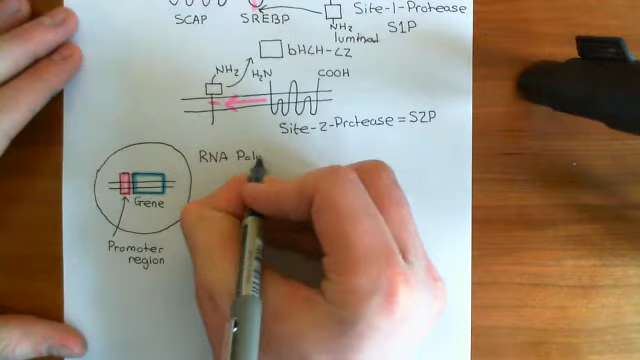 Site-1-Protease
SCAP
SREBP
NH2
S1P
luminal
bHLH-LZ
NH2
H2N
COOH
Site-2-Protease = S2P
RNA Pol
Gene
Promoter
region